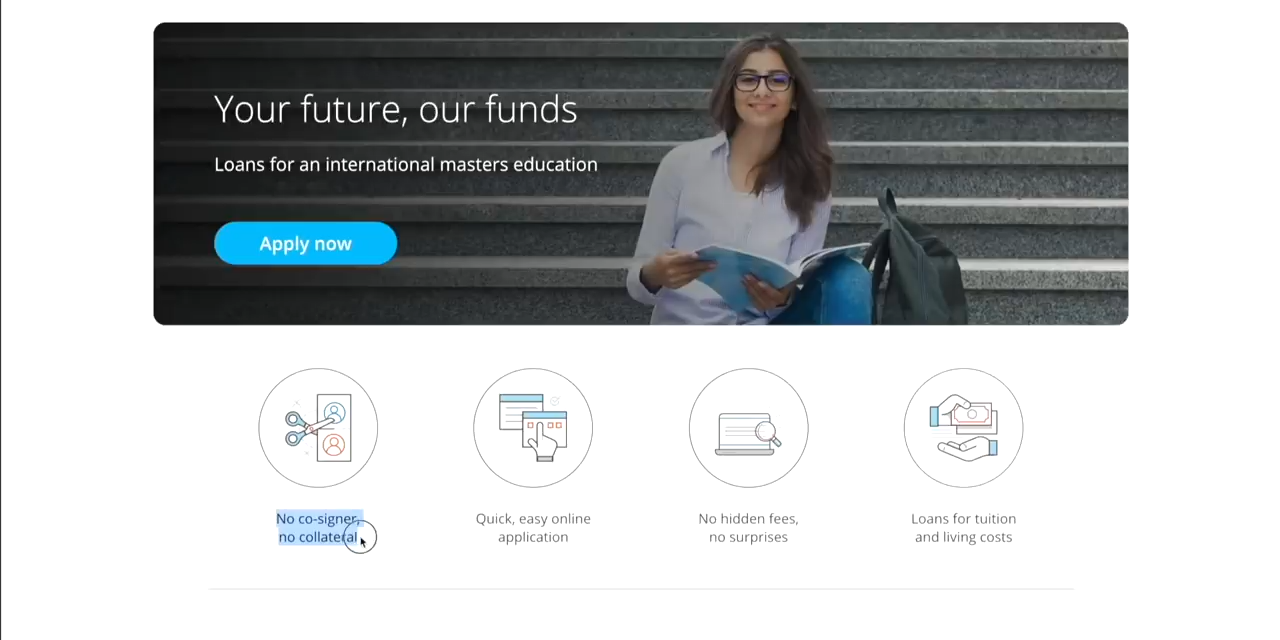 Your future, our funds
Loans for an international masters education
Apply now
No co-signer,
no collateral
Quick, easy online
application
No hidden fees,
no surprises
Loans for tuition
and living costs